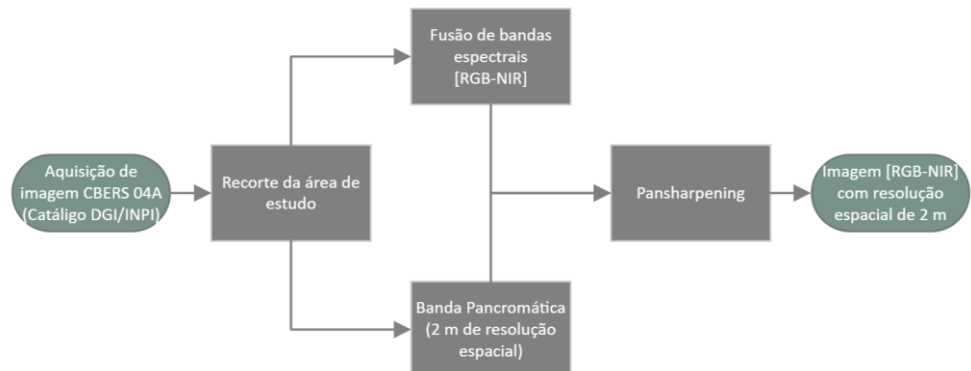 Fusão de bandas
espectrais
[RGB-NIR]
Aquisição de
imagem CBERS 04A
(Catáligo DGI/INPI)
Recorte da área de
estudo
Pansharpening
Imagem [RGB-NIR]
com resolução
espacial de 2 m
Banda Pancromática
(2 m de resolução
espacial)